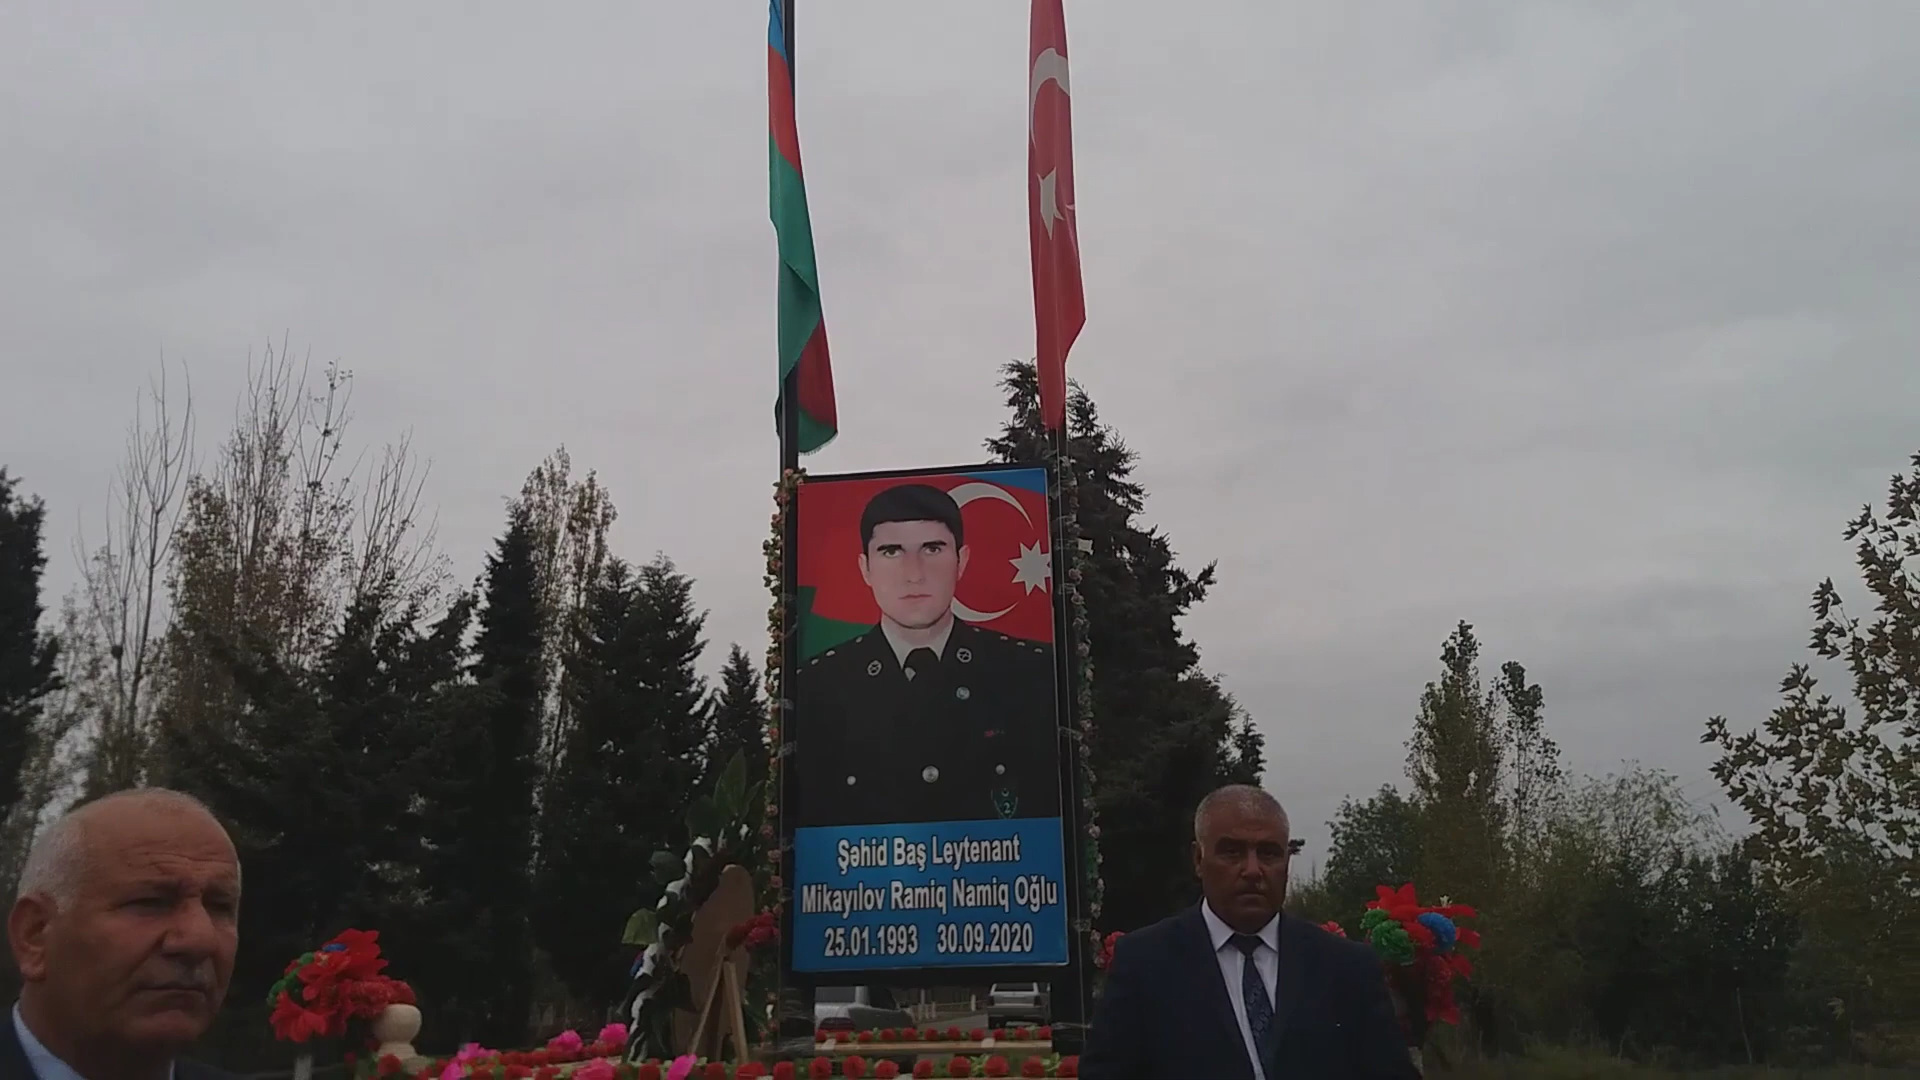 Şəhid Baş Leytenant
Mikayılov Ramiq Namiq Oğlu
25.01.1993 30.09.2020